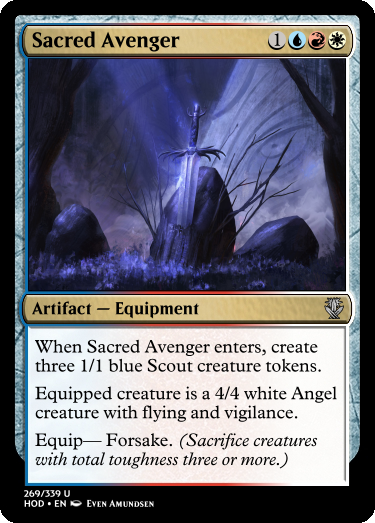 Sacred Avenger 1
Artifact — Equipment
When Sacred Avenger enters, create
three 1/1 blue Scout creature tokens.
Equipped creature is a 4/4 white Angel
creature with flying and vigilance.
Equip— Forsake. (Sacrifice creatures
with total toughness three or more.)
269/339 U
HOD • EN Even Amundsen